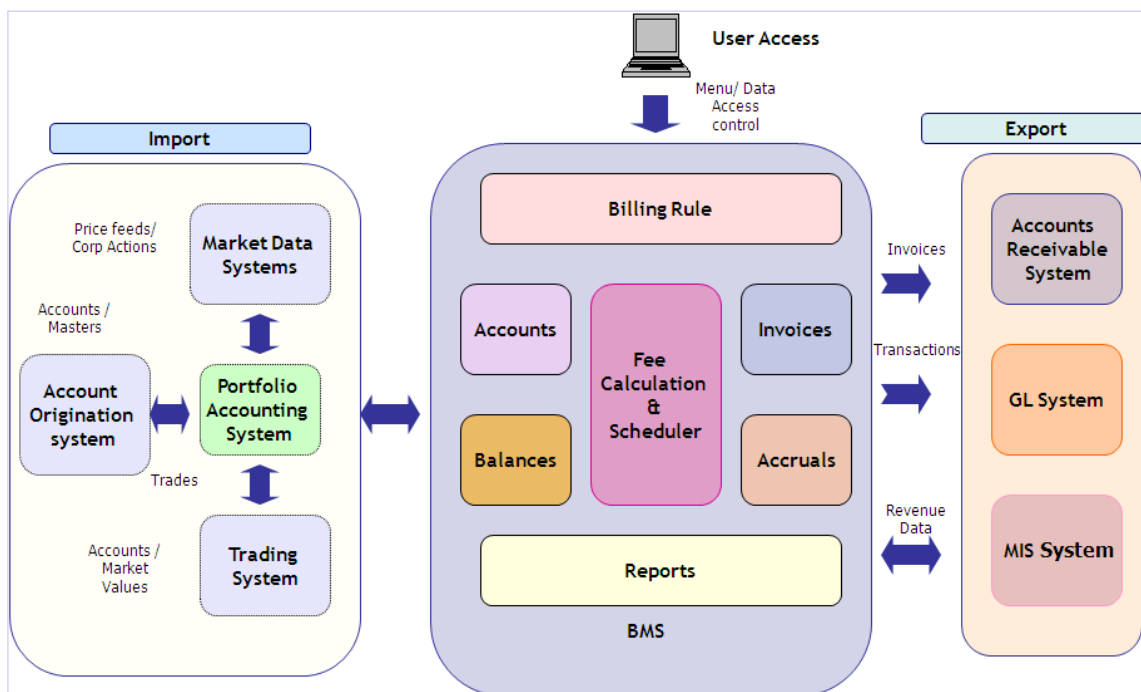 User Access
Menu/ Data
Access
control
Import
Price feeds/
Corp Actions
Market Data
Systems
Accounts /
Masters
Account
Origination
system
Portfolio
Accounting
System
Trades
Accounts /
Market
Values
Trading
System
Billing Rule
Accounts
Fee
Calculation
&
Scheduler
Invoices
Balances
Accruals
Reports
BMS
Export
Invoices
Transactions
Revenue
Data
Accounts
Receivable
System
GL System
MIS System